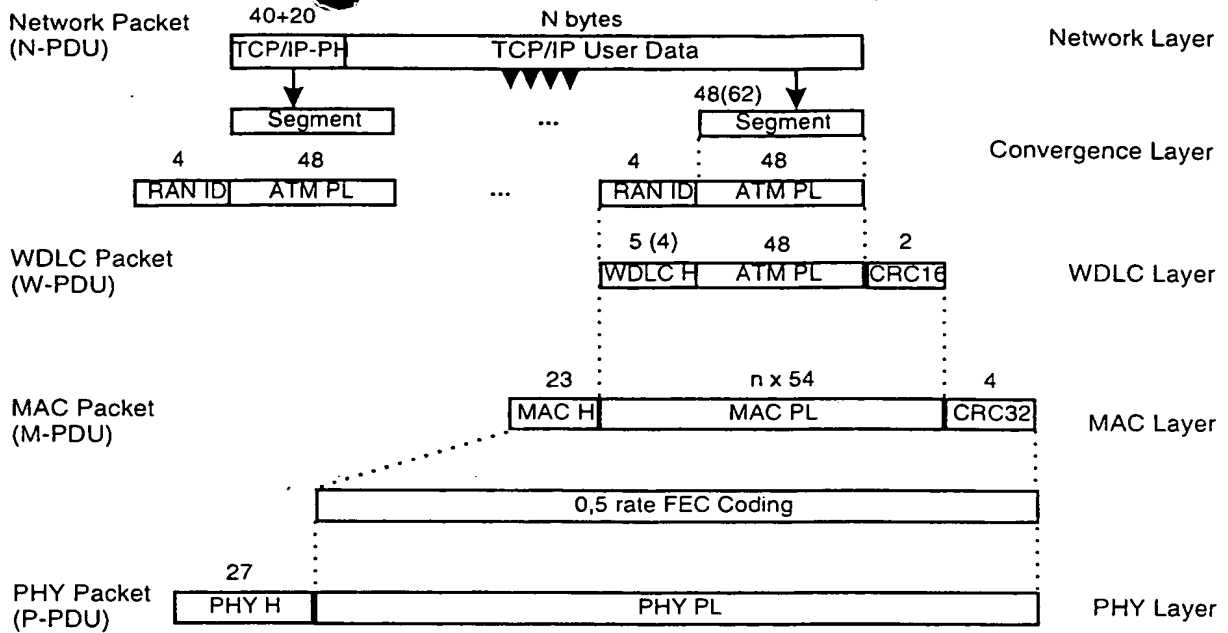 Network Packet
(N-PDU)
40+20
N bytes
TCP/IP-PH
TCP/IP User Data
Network Layer
48(62)
Segment
...
Segment
Convergence Layer
4
48
4
48
RAN ID
ATM PL
...
RAN ID
ATM PL
WDLC Packet
(W-PDU)
5 (4)
48
2
WDLC H
ATM PL
CRC16
WDLC Layer
MAC Packet
(M-PDU)
23
n x 54
4
MAC H
MAC PL
CRC32
MAC Layer
0,5 rate FEC Coding
PHY Packet
(P-PDU)
27
PHY H
PHY PL
PHY Layer